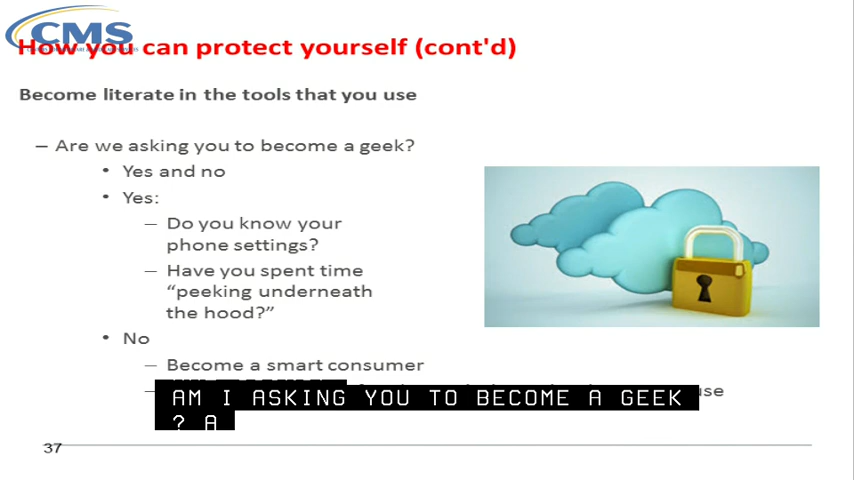 CMS
How you can protect yourself (cont'd)
Become literate in the tools that you use
– Are we asking you to become a geek?
• Yes and no
• Yes:
– Do you know your
phone settings?
– Have you spent time
“peeking underneath
the hood?”
• No
– Become a smart consumer
– use
AM I ASKING YOU TO BECOME A GEEK
? A
37